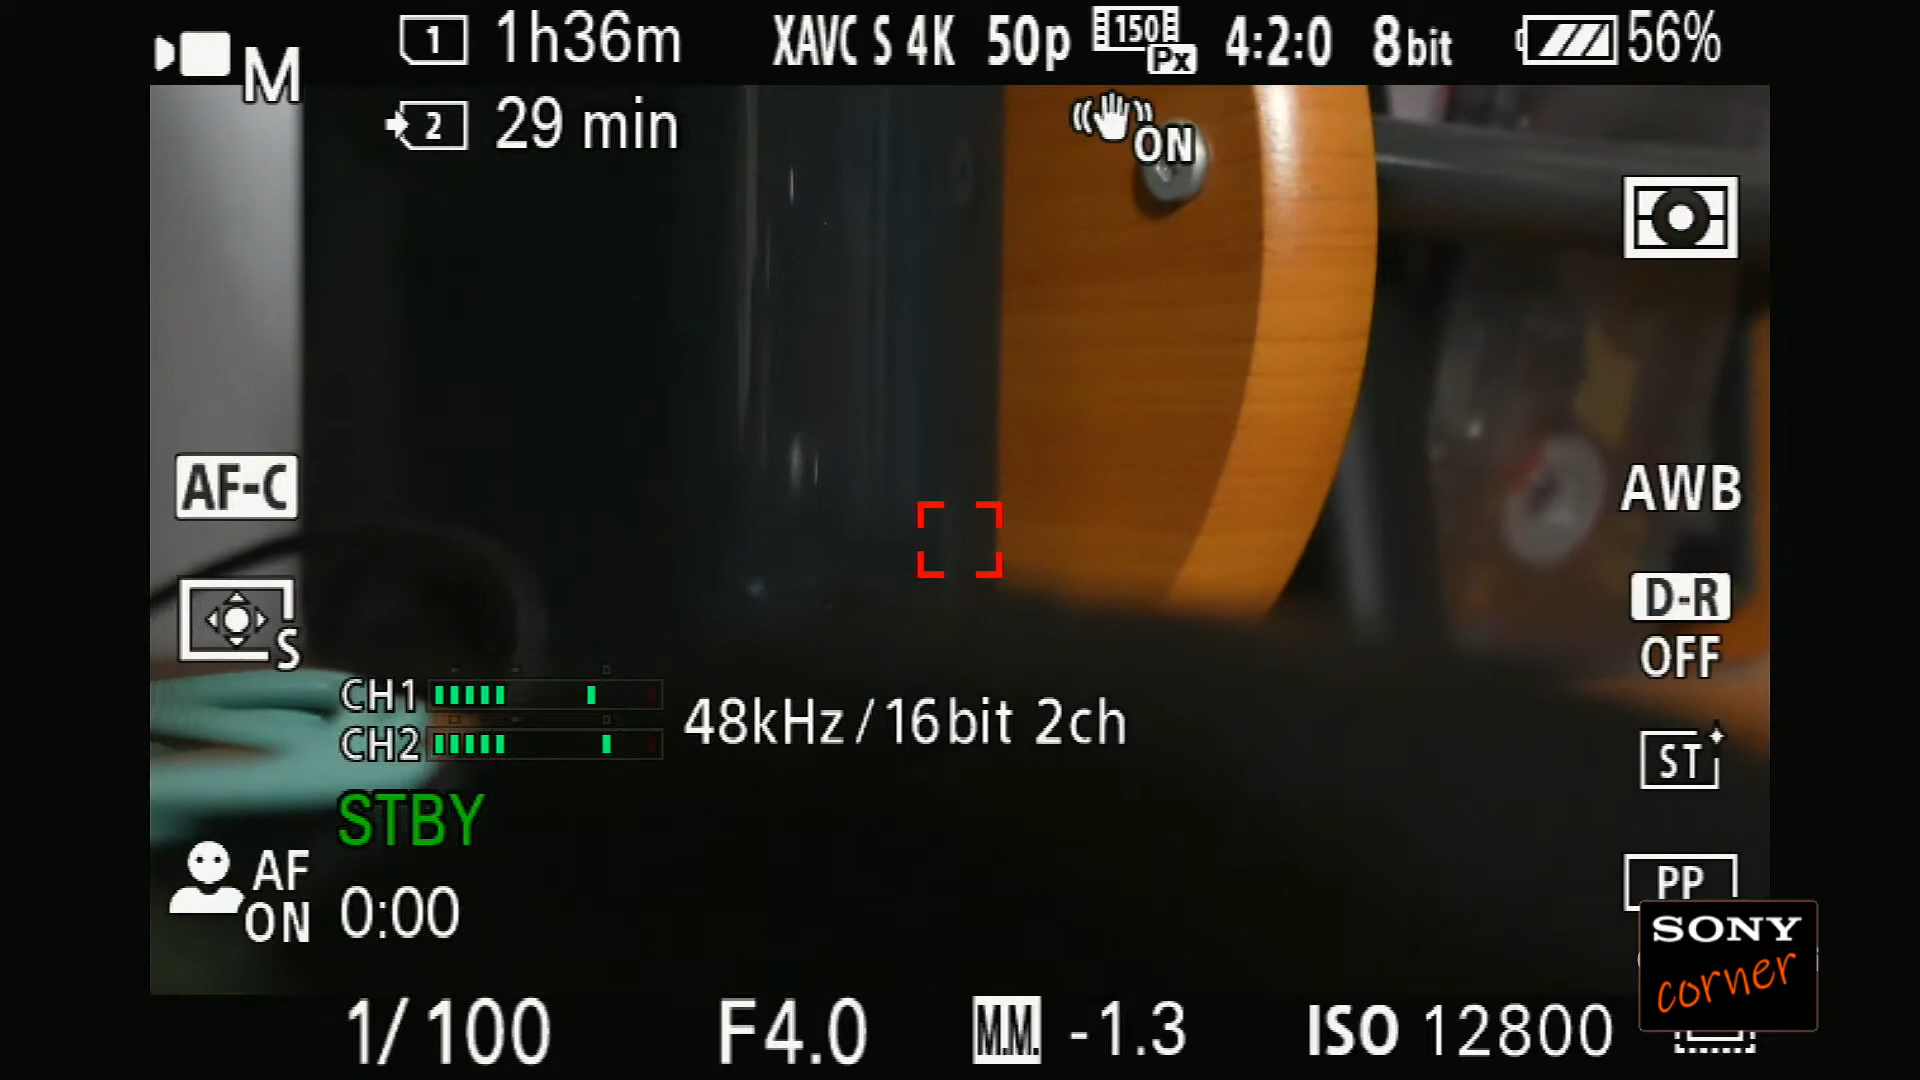 M
1 1h36m XAVC S 4K 50p 150 Px 4:2:0 8bit 56%
2 29 min ON
AF-C
AWB
S
D-R
OFF
CH1
CH2
48kHz/16bit 2ch
ST
STBY
AF
ON
0:00
PP
SONY
corner
1/100 F4.0 M.M. -1.3 ISO 12800